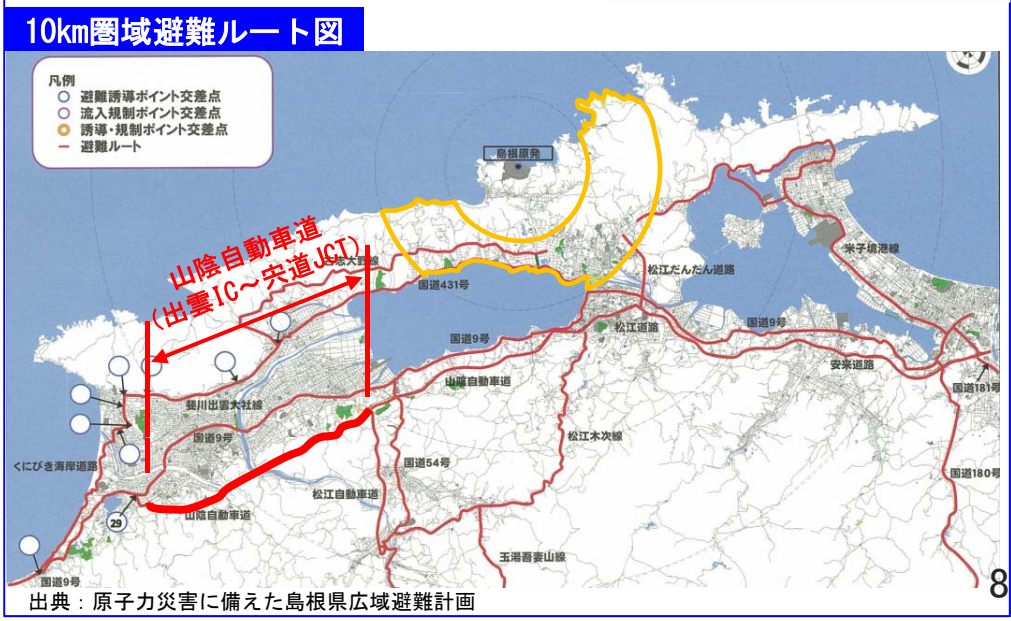 10km圏域避難ルート図
凡例
避難誘導ポイント交差点
流入規制ポイント交差点
誘導・規制ポイント交差点
避難ルート
島根原発
山陰自動車道
(出雲IC～宍道JCT)
大野線
国道431号
松江だんだん道路
米子境港線
国道9号
松江道路
国道9号
安来道路
国道181号
山陰自動車道
斐川出雲大社線
国道9号
くにびき海岸道路
国道54号
松江木次線
国道180号
松江自動車道
山陰自動車道
29
玉湯吾妻山線
国道9号
出典：原子力災害に備えた島根県広域避難計画
8